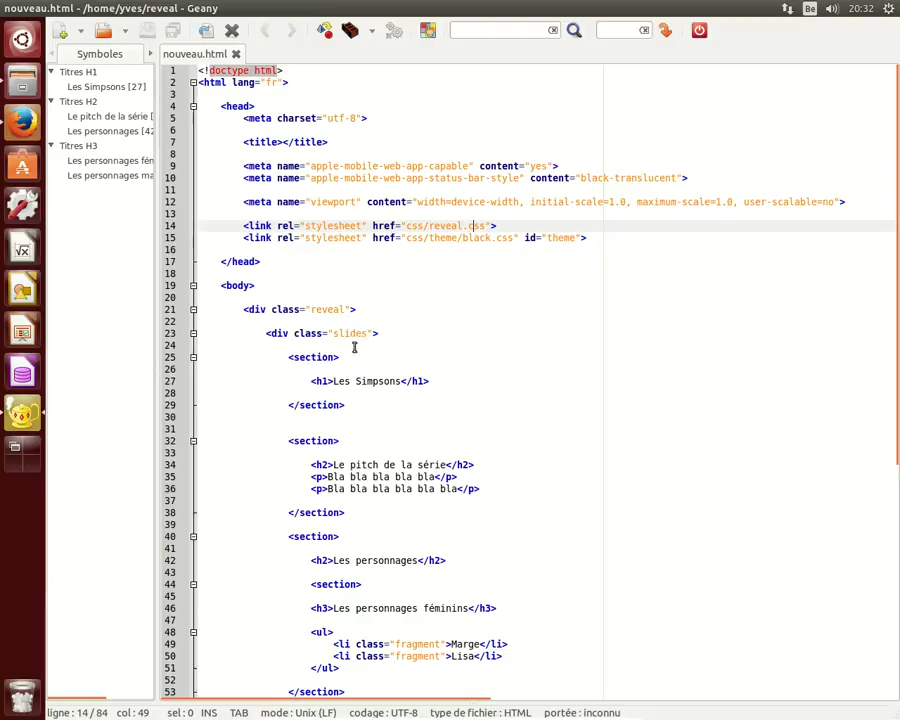 nouveau.html - /home/yves/reveal - Geany
Be
20:32
Symboles
Titres H1
Les Simpsons [27]
Titres H2
Le pitch de la série [
Les personnages [42
Titres H3
Les personnages fém
Les personnages ma
nouveau.html
1 <!doctype html>
2 <html lang="fr">
3
4 <head>
5 <meta charset="utf-8">
6
7 <title></title>
8
9 <meta name="apple-mobile-web-app-capable" content="yes">
10 <meta name="apple-mobile-web-app-status-bar-style" content="black-translucent">
11
12 <meta name="viewport" content="width=device-width, initial-scale=1.0, maximum-scale=1.0, user-scalable=no">
13
14 <link rel="stylesheet" href="css/reveal.css">
15 <link rel="stylesheet" href="css/theme/black.css" id="theme">
16
17 </head>
18
19 <body>
20
21 <div class="reveal">
22
23 <div class="slides">
24
25 <section>
26
27 <h1>Les Simpsons</h1>
28
29 </section>
30
31
32 <section>
33
34 <h2>Le pitch de la série</h2>
35 <p>Bla bla bla bla bla</p>
36 <p>Bla bla bla bla bla bla</p>
37
38 </section>
39
40 <section>
41
42 <h2>Les personnages</h2>
43
44 <section>
45
46 <h3>Les personnages féminins</h3>
47
48 <ul>
49 <li class="fragment">Marge</li>
50 <li class="fragment">Lisa</li>
51 </ul>
52
53 </section>
ligne : 14 / 84 col : 49 sel : 0 INS TAB mode : Unix (LF) codage : UTF-8 type de fichier : HTML portée : inconnu